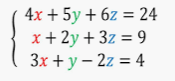 4x + 5y + 6z = 24
x + 2y + 3z = 9
3x + y − 2z = 4